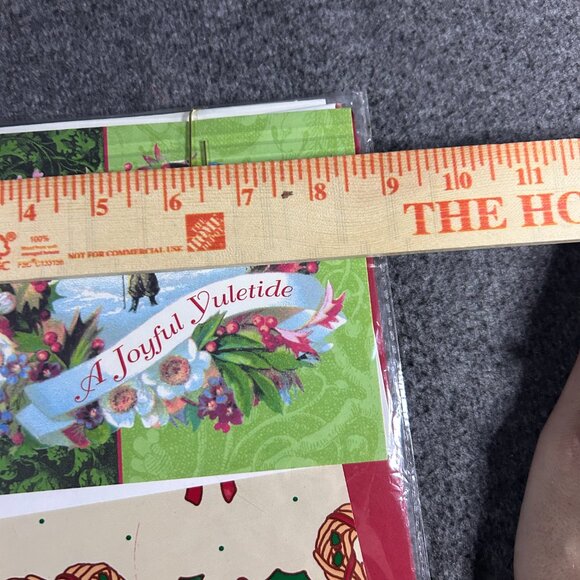 4 5 6 7 8 9 10 11
100%
NOT FOR COMMERCIAL USE
THE HO
A Joyful Yuletide